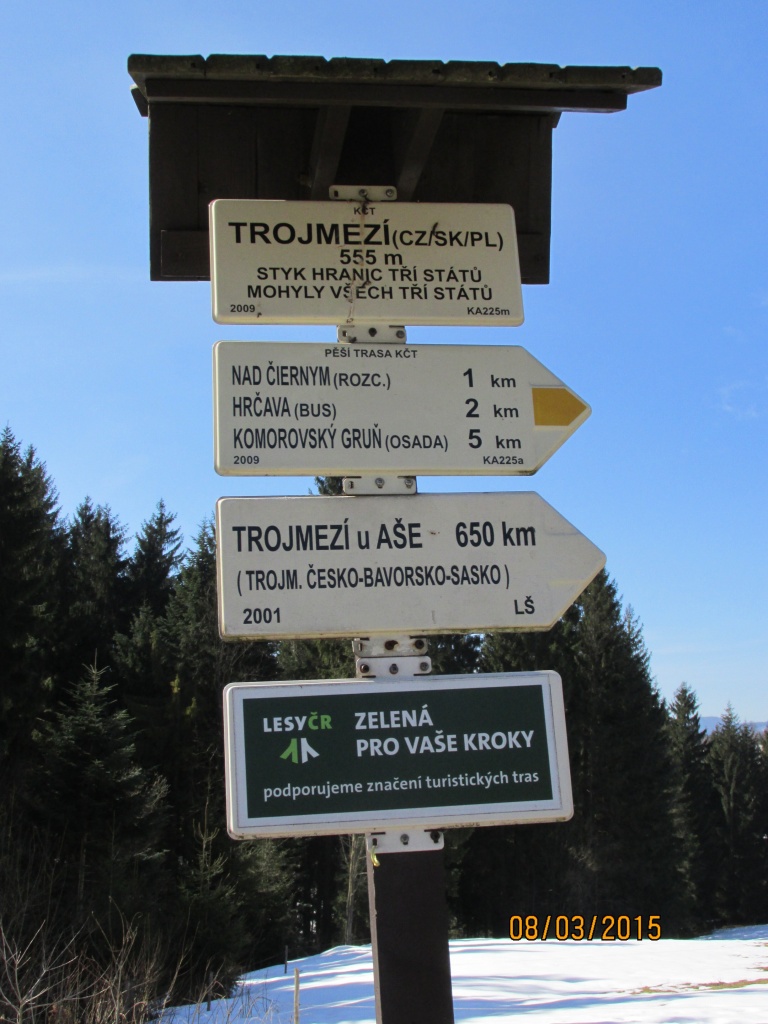 KČT
TROJMEZÍ (CZ/SK/PL)
555 m
STYK HRANIC TŘÍ STÁTŮ
MOHYLY VŠECH TŘÍ STÁTŮ
2009 KA225m
PĚŠÍ TRASA KČT
NAD ČIERNYM (ROZC.) 1 km
HRČAVA (BUS) 2 km
KOMOROVSKÝ GRUŇ (OSADA) 5 km
2009 KA225a
TROJMEZÍ u AŠE 650 km
(TROJM. ČESKO-BAVORSKO-SASKO)
2001 LŠ
LESYČR ZELENÁ
PRO VAŠE KROKY
podporujeme značení turistických tras
08/03/2015